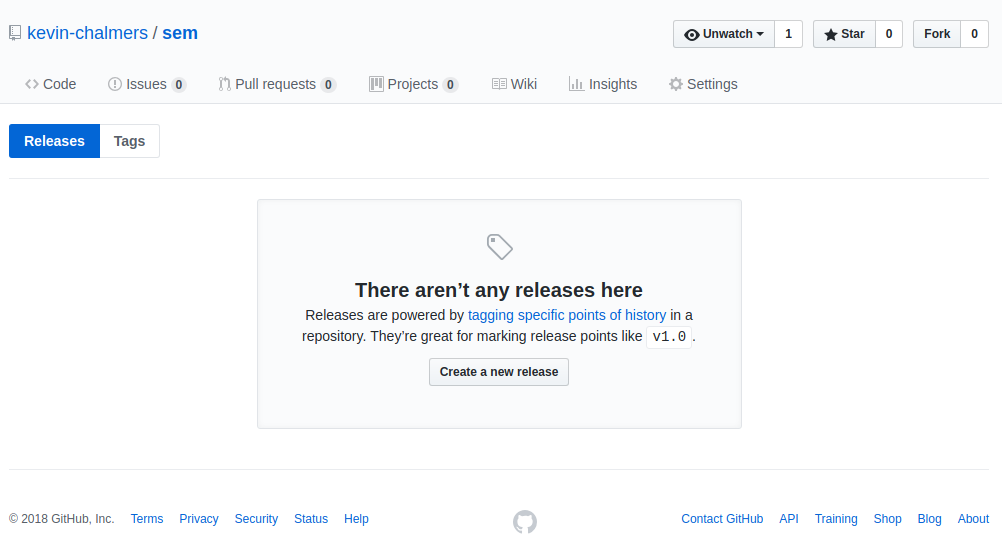 kevin-chalmers / sem Unwatch 1 Star 0 Fork 0
Code Issues 0 Pull requests 0 Projects 0 Wiki Insights Settings
Releases Tags
There aren’t any releases here
Releases are powered by tagging specific points of history in a
repository. They’re great for marking release points like v1.0.
Create a new release
© 2018 GitHub, Inc. Terms Privacy Security Status Help Contact GitHub API Training Shop Blog About